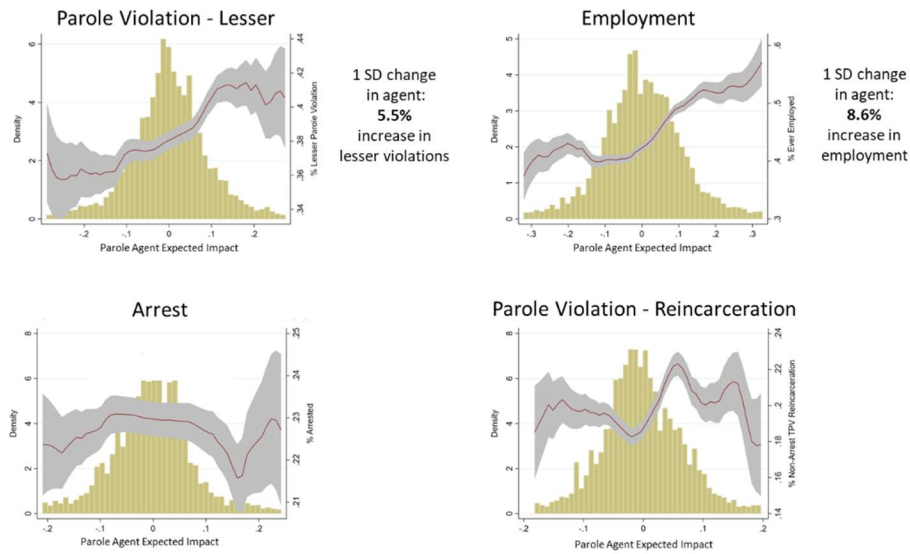 Parole Violation - Lesser
6
4
2
0
Density
.44
.42
.4
.38
.36
.34
% Lesser Parole Violation
-.2
-.1
0
.1
.2
Parole Agent Expected Impact
1 SD change
in agent:
5.5%
increase in
lesser violations
Employment
5
4
3
2
1
0
Density
.6
.5
.4
.3
% Ever Employed
-.3
-.2
-.1
0
.1
.2
.3
Parole Agent Expected Impact
1 SD change
in agent:
8.6%
increase in
employment
Arrest
8
6
4
2
0
Density
.25
.24
.23
.22
.21
% Arrested
-.2
-.1
0
.1
.2
Parole Agent Expected Impact
Parole Violation - Reincarceration
8
6
4
2
0
Density
.24
.22
.2
.18
.16
.14
% Non-Arrest TPV Reincarceration
-.2
-.1
0
.1
.2
Parole Agent Expected Impact